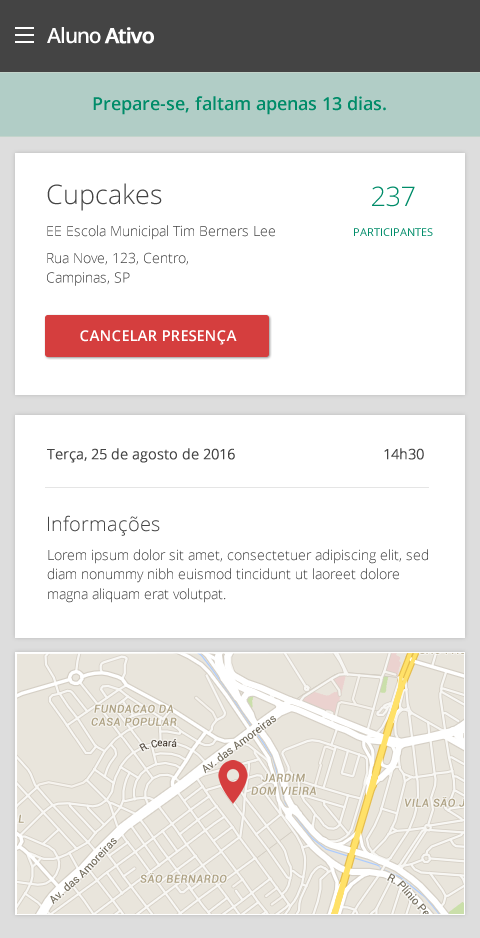 Aluno Ativo
Prepare-se, faltam apenas 13 dias.
Cupcakes
237
PARTICIPANTES
EE Escola Municipal Tim Berners Lee
Rua Nove, 123, Centro,
Campinas, SP
CANCELAR PRESENÇA
Terça, 25 de agosto de 2016
14h30
Informações
Lorem ipsum dolor sit amet, consectetuer adipiscing elit, sed
diam nonummy nibh euismod tincidunt ut laoreet dolore
magna aliquam erat volutpat.
FUNDACAO DA
CASA POPULAR
R. Ceará
Av. das Amoreiras
JARDIM
DOM VIEIRA
VILA SÃO J
L
SÃO BERNARDO
Av. das Amoreiras
R. Plínio Pe